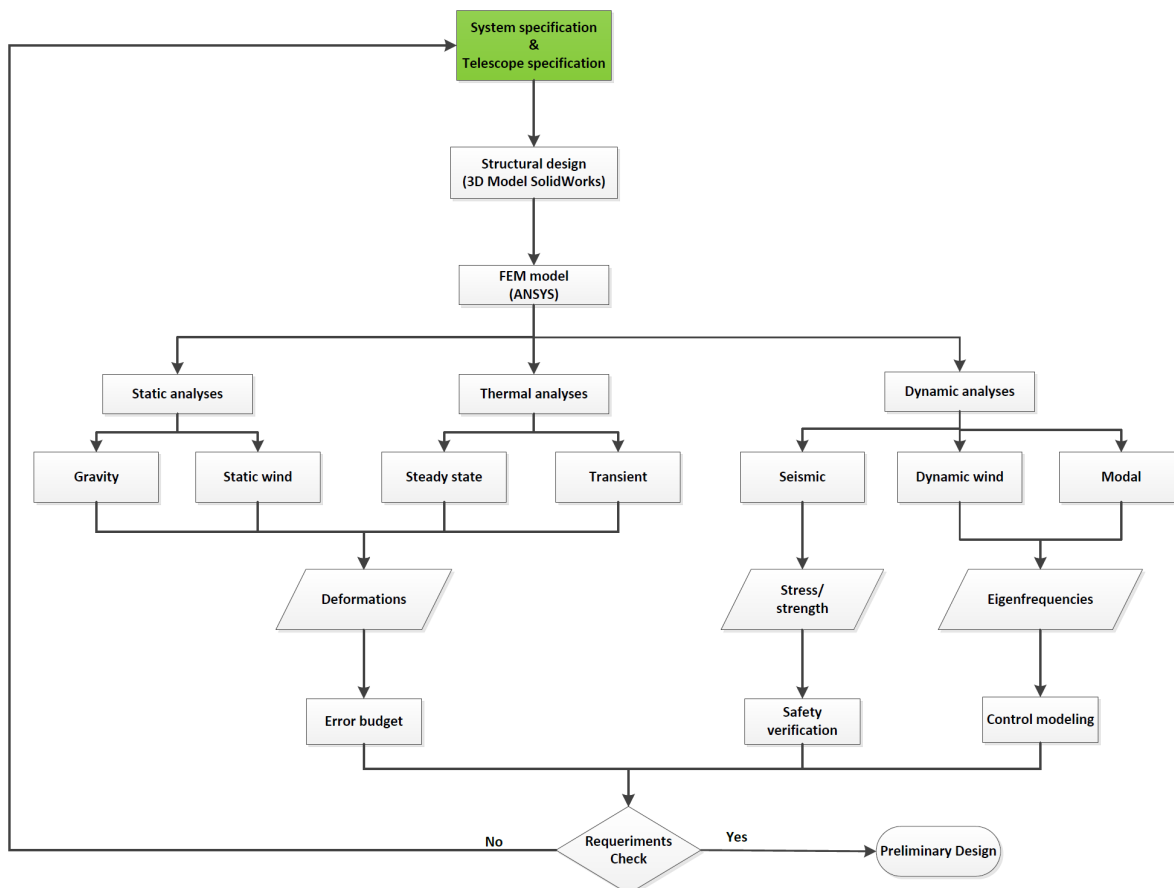 System specification
&
Telescope specification
Structural design
(3D Model SolidWorks)
FEM model
(ANSYS)
Static analyses
Thermal analyses
Dynamic analyses
Gravity
Static wind
Steady state
Transient
Seismic
Dynamic wind
Modal
Deformations
Stress/
strength
Eigenfrequencies
Error budget
Safety
verification
Control modeling
No
Requeriments
Check
Yes
Preliminary Design